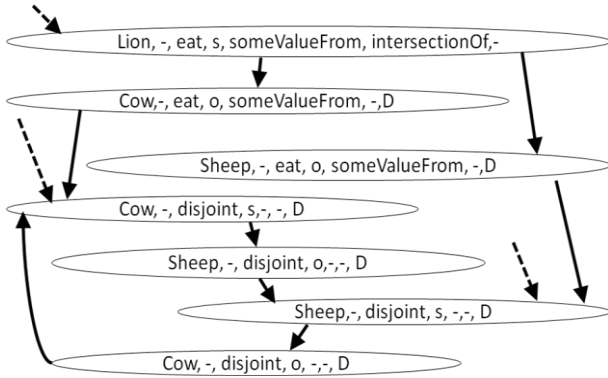 Lion, -, eat, s, someValueFrom, intersectionOf,-
Cow,-, eat, o, someValueFrom, -,D
Sheep, -, eat, o, someValueFrom, -,D
Cow, -, disjoint, s,-, -, D
Sheep, -, disjoint, o,-,-, D
Sheep,-, disjoint, s, -,-, D
Cow, -, disjoint, o, -,-, D